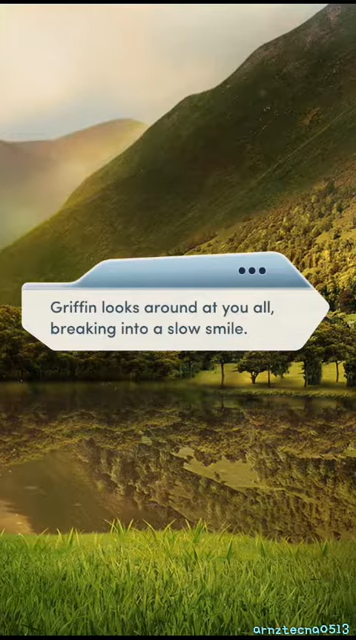 Griffin looks around at you all,
breaking into a slow smile.
arnztecna0513